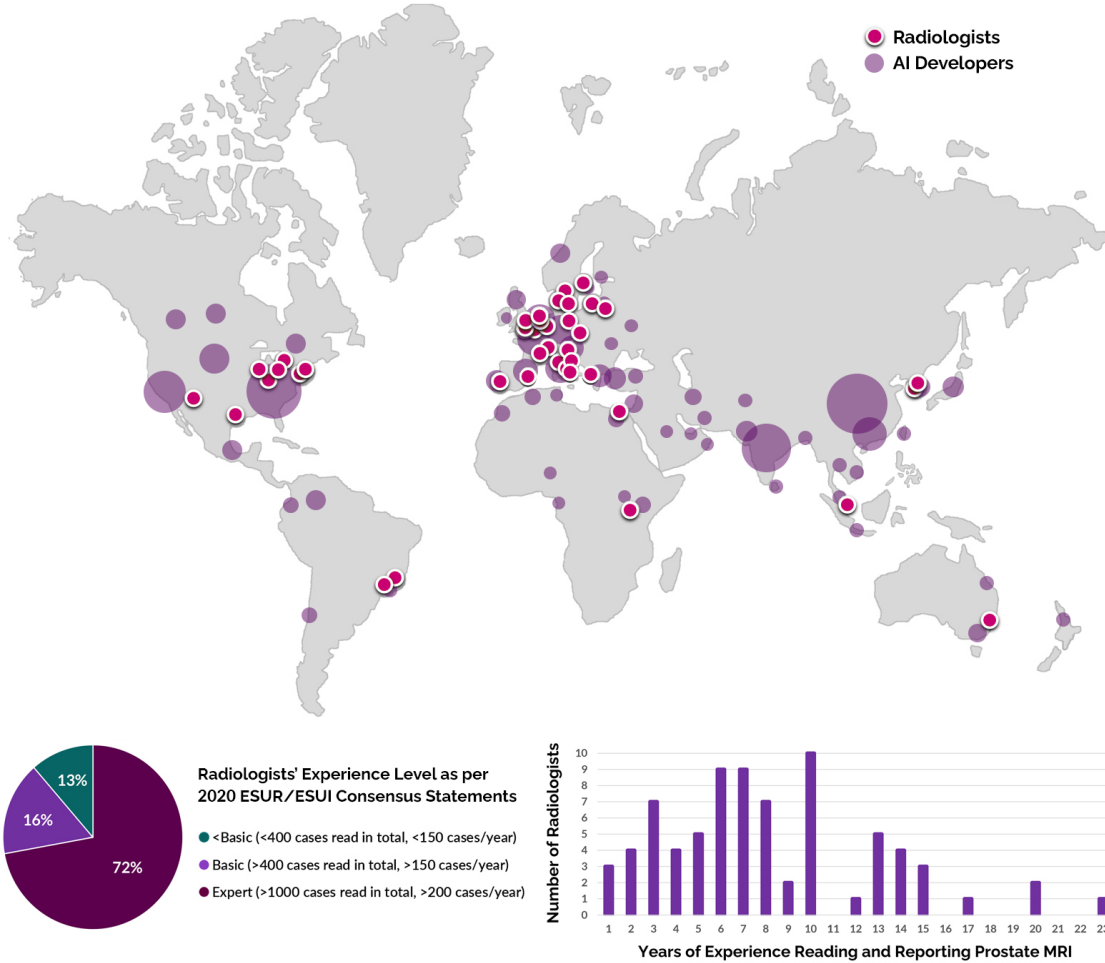 Radiologists
AI Developers
13%
16%
72%
Radiologists' Experience Level as per
2020 ESUR/ESUI Consensus Statements
<Basic (<400 cases read in total, <150 cases/year)
Basic (>400 cases read in total, >150 cases/year)
Expert (>1000 cases read in total, >200 cases/year)
Number of Radiologists
10
9
8
7
6
5
4
3
2
1
0
1 2 3 4 5 6 7 8 9 10 11 12 13 14 15 16 17 18 19 20 21 22 23
Years of Experience Reading and Reporting Prostate MRI